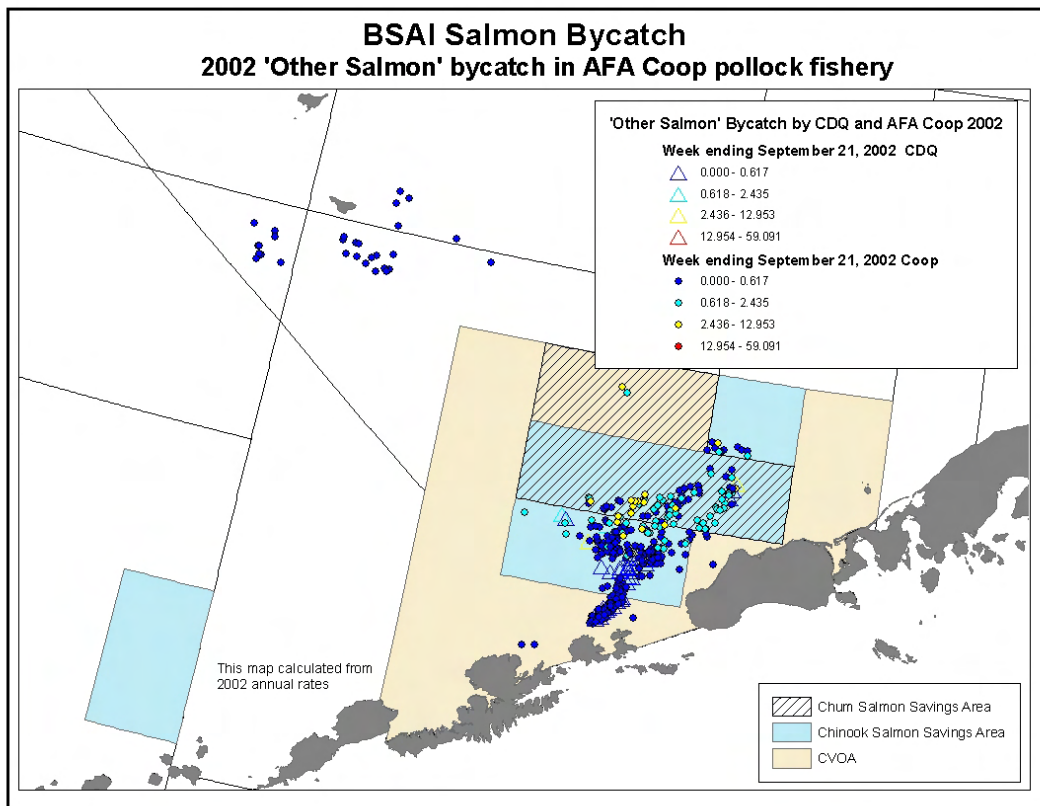 BSAI Salmon Bycatch
2002 'Other Salmon' bycatch in AFA Coop pollock fishery
'Other Salmon' Bycatch by CDQ and AFA Coop 2002
Week ending September 21, 2002 CDQ
0.000 - 0.617
0.618 - 2.435
2.436 - 12.953
12.954 - 59.091
Week ending September 21, 2002 Coop
0.000 - 0.617
0.618 - 2.435
2.436 - 12.953
12.954 - 59.091
This map calculated from
2002 annual rates
Chum Salmon Savings Area
Chinook Salmon Savings Area
CVOA